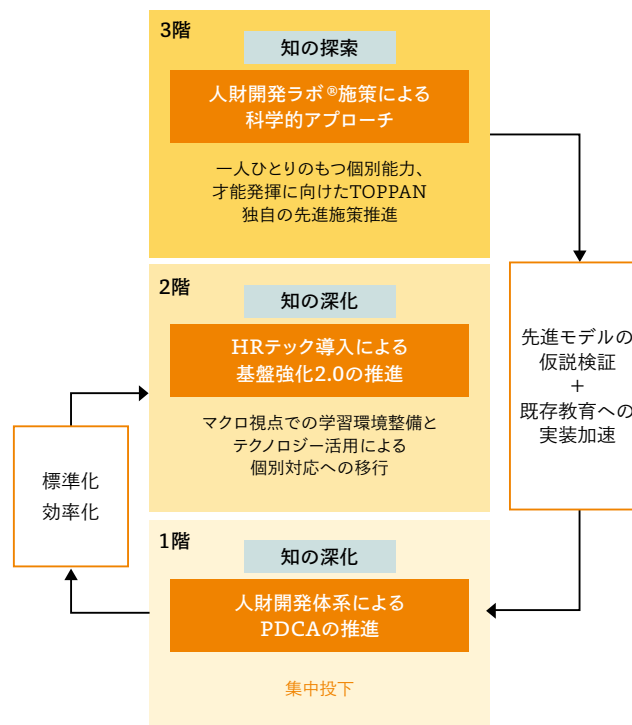 3階
知の探索
人財開発ラボ®施策による
科学的アプローチ
一人ひとりのもつ個別能力、
才能発揮に向けたTOPPAN
独自の先進施策推進
2階
知の深化
HRテック導入による
基盤強化2.0の推進
マクロ視点での学習環境整備と
テクノロジー活用による
個別対応への移行
先進モデルの
仮説検証
+
既存教育への
実装加速
標準化
効率化
1階
知の深化
人財開発体系による
PDCAの推進
集中投下